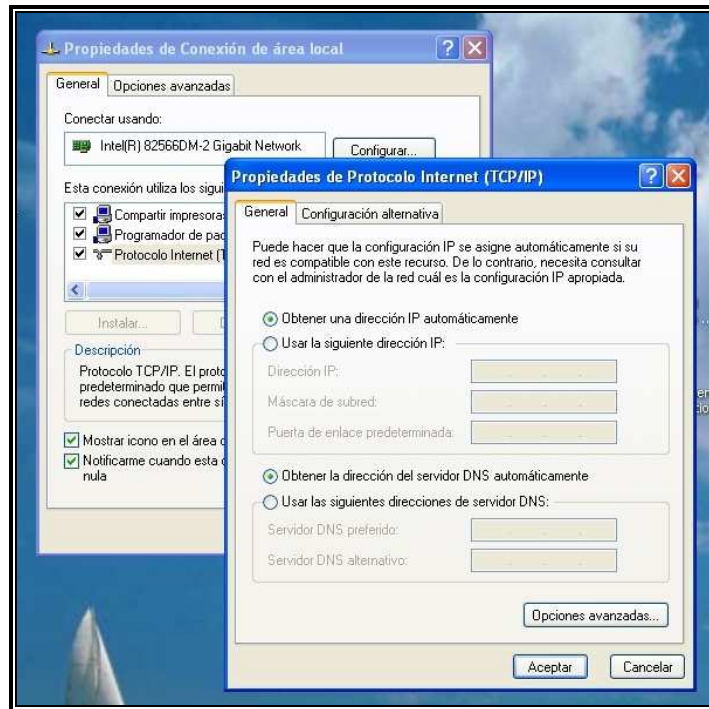 Propiedades de Conexión de área local
General Opciones avanzadas
Conectar usando:
Intel(R) 82566DM-2 Gigabit Network
Configurar...
Esta conexión utiliza los
Compartir impresoras
Programador de
Protocolo Internet
Instalar...
Descripción
Protocolo TCP/IP. El
predeterminado que
redes conectadas entre sí
Mostrar icono en el área
Notificarme cuando esta
nula
Propiedades de Protocolo Internet (TCP/IP)
General Configuración alternativa
Puede hacer que la configuración IP se asigne automáticamente si su
red es compatible con este recurso. De lo contrario, necesita consultar
con el administrador de la red cuál es la configuración IP apropiada.
Obtener una dirección IP automáticamente
Usar la siguiente dirección IP:
Dirección IP:
Máscara de subred:
Puerta de enlace predeterminada:
Obtener la dirección del servidor DNS automáticamente
Usar las siguientes direcciones de servidor DNS:
Servidor DNS preferido:
Servidor DNS alternativo:
Opciones avanzadas...
Aceptar Cancelar